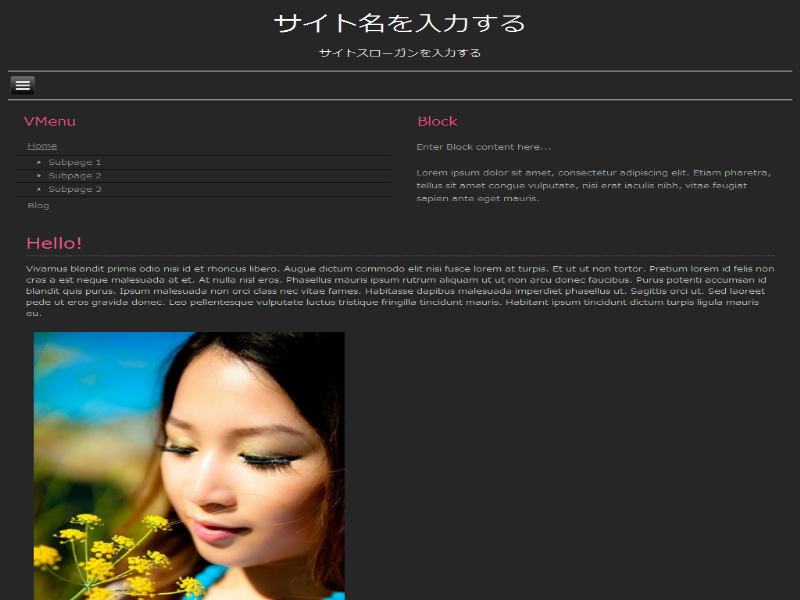 サイト名を入力する
サイトスローガンを入力する
VMenu
Home
Subpage 1
Subpage 2
Subpage 3
Blog
Block
Enter Block content here...
Lorem ipsum dolor sit amet, consectetur adipiscing elit. Etiam pharetra,
tellus sit amet congue vulputate, nisi erat iaculis nibh, vitae feugiat
sapien ante eget mauris.
Hello!
Vivamus blandit primis odio nisi id et rhoncus libero. Augue dictum commodo elit nisi fusce lorem at turpis. Et ut ut non tortor. Pretium lorem id felis non
cras a est neque malesuada at et. At nulla nisl eros. Phasellus mauris ipsum rutrum aliquam ut ut non arcu donec faucibus. Purus potenti accumsan id
blandit quis purus. Ipsum malesuada non orci class nec vitae fames. Habitasse dapibus malesuada imperdiet phasellus ut. Sagittis orci ut. Sed laoreet
pede ut eros gravida donec. Leo pellentesque vulputate luctus tristique fringilla tincidunt mauris. Habitant ipsum tincidunt dictum turpis ligula mauris
eu.